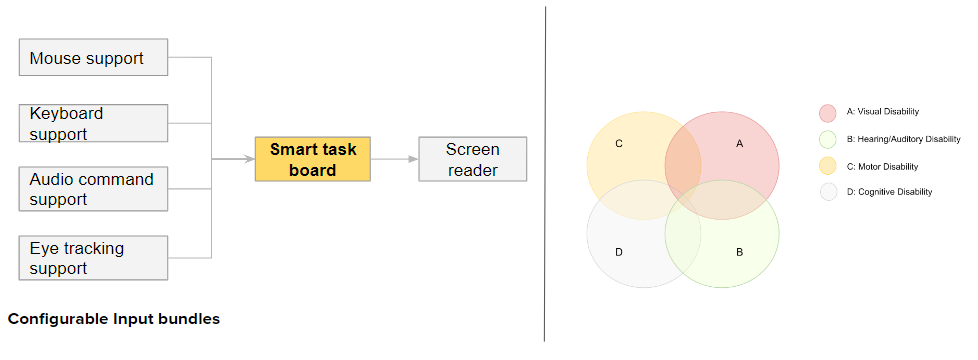 Mouse support
Keyboard
support
Audio command
support
Eye tracking
support
Smart task
board
Screen
reader
Configurable Input bundles
C
A
D
B
A: Visual Disability
B: Hearing/Auditory Disability
C: Motor Disability
D: Cognitive Disability